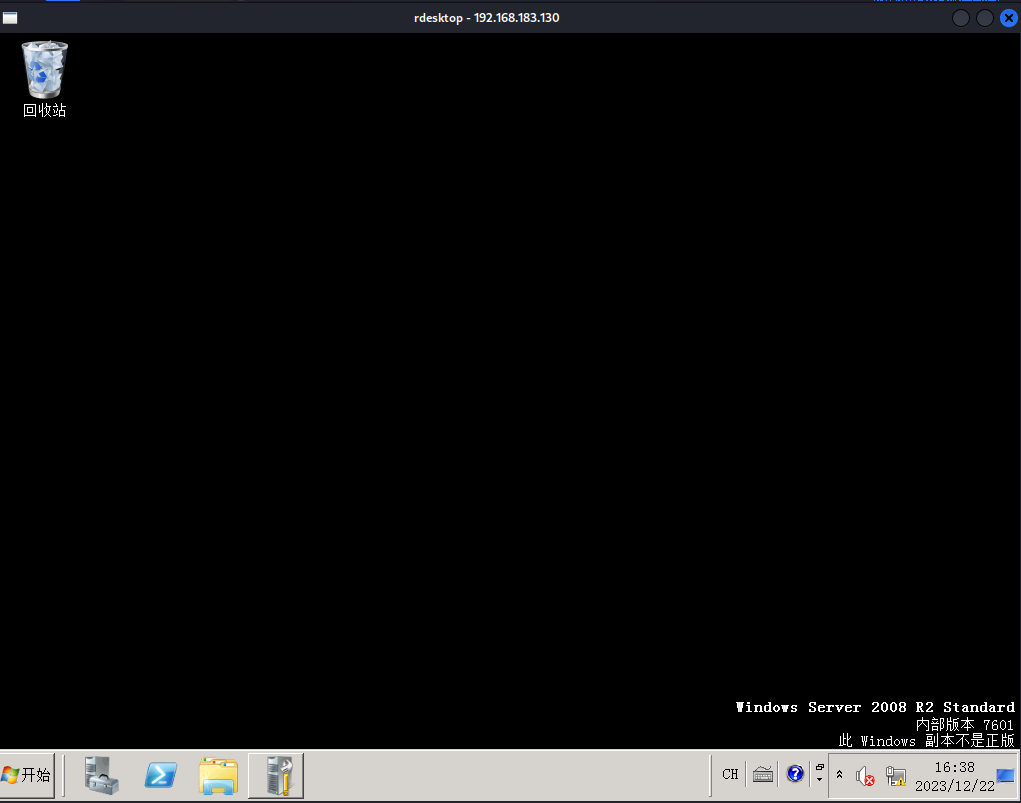 rdesktop - 192.168.183.130
回收站
Windows Server 2008 R2 Standard
内部版本 7601
此 Windows 副本不是正版
开始
CH
16:38
2023/12/22